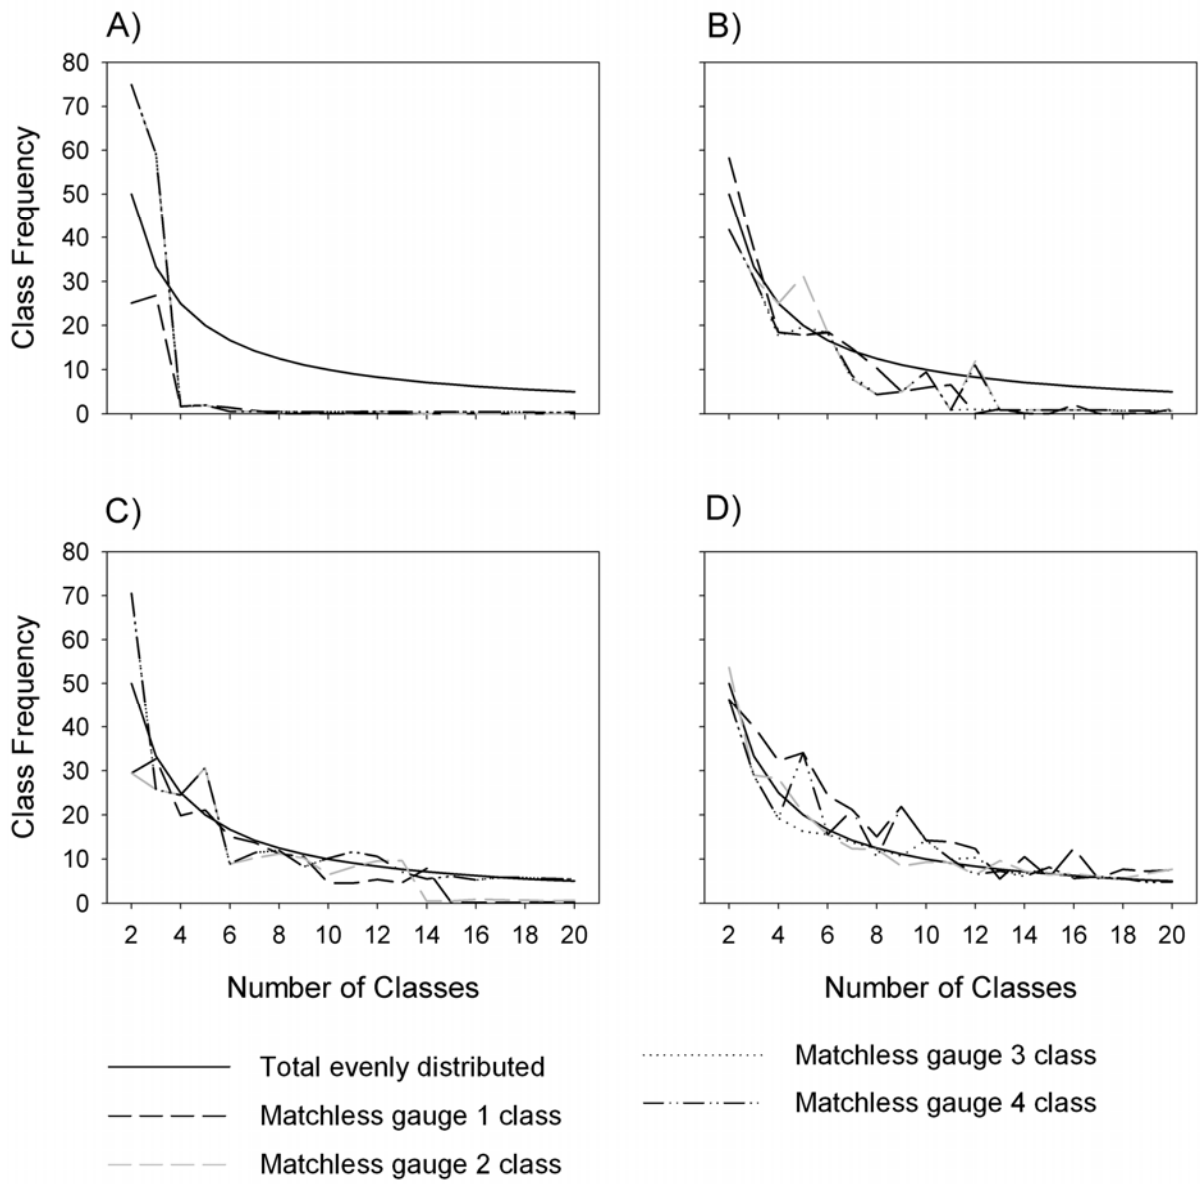 A)
B)
80
70
60
50
40
30
20
10
0
Class Frequency
C)
D)
80
70
60
50
40
30
20
10
0
Class Frequency
2 4 6 8 10 12 14 16 18 20
2 4 6 8 10 12 14 16 18 20
Number of Classes
Number of Classes
Total evenly distributed
Matchless gauge 1 class
Matchless gauge 2 class
Matchless gauge 3 class
Matchless gauge 4 class